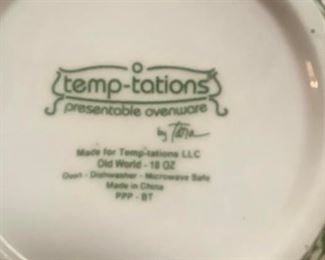 temp-tations
presentable ovenware
by Tara
Made for Temp-tations LLC
Old World - 18 OZ
Oven - Dishwasher - Microwave Safe
Made in China
PPP - BT